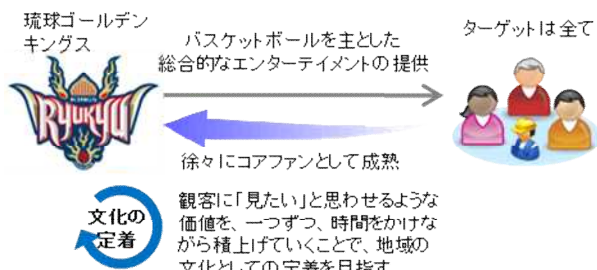 琉球ゴールデン
キングス
RYUKYU
バスケットボールを主とした
総合的なエンターテイメントの提供
ターゲットは全て
徐々にコアファンとして成熟
文化の
定着
観客に「見たい」と思わせるような
価値を、一つずつ、時間をかけな
がら積上げていくことで、地域の
文化としての定着を目指す